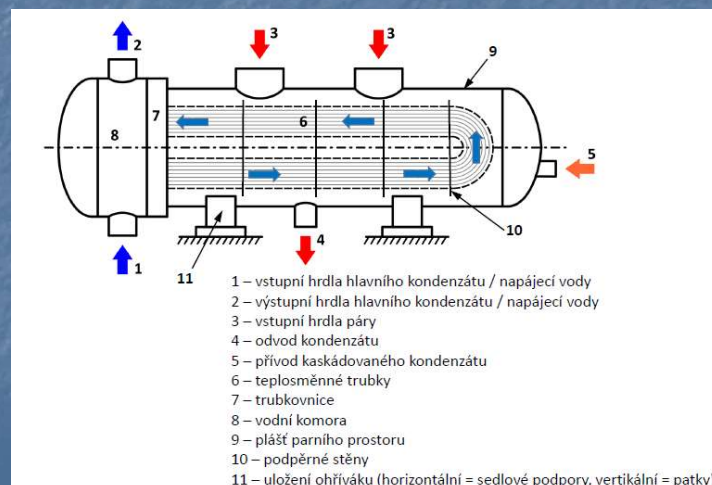 2
3
3
9
7
8
6
5
10
4
1
11
1 – vstupní hrdla hlavního kondenzátu / napájecí vody
2 – výstupní hrdla hlavního kondenzátu / napájecí vody
3 – vstupní hrdla páry
4 – odvod kondenzátu
5 – přívod kaskádovaného kondenzátu
6 – teplosměnné trubky
7 – trubkovnice
8 – vodní komora
9 – plášť parního prostoru
10 – podpěrné stěny
11 – uložení ohříváku (horizontální = sedlové podpory, vertikální = patky)